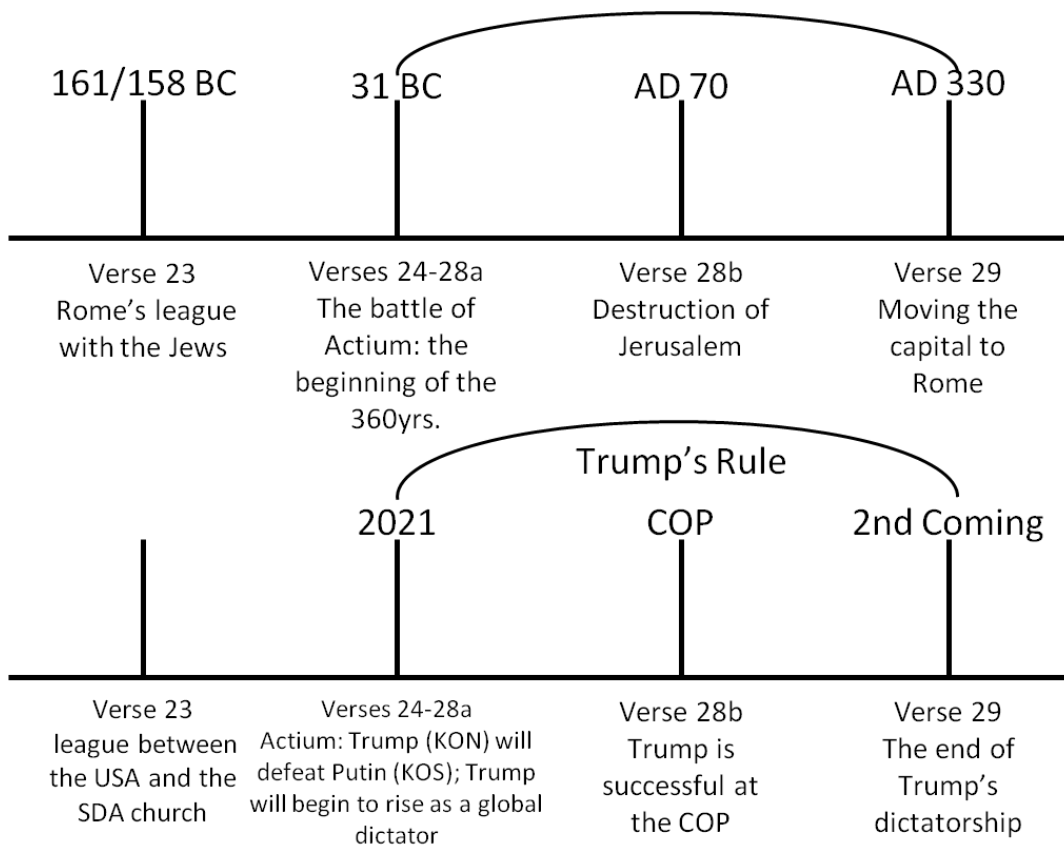 161/158 BC
31 BC
AD 70
AD 330
Verse 23
Rome's league
with the Jews
Verses 24-28a
The battle of
Actium: the
beginning of the
360yrs.
Verse 28b
Destruction of
Jerusalem
Verse 29
Moving the
capital to
Rome
Trump's Rule
2021
COP
2nd Coming
Verse 23
league between
the USA and the
SDA church
Verses 24-28a
Actium: Trump (KON) will
defeat Putin (KOS); Trump
will begin to rise as a global
dictator
Verse 28b
Trump is
successful at
the COP
Verse 29
The end of
Trump's
dictatorship